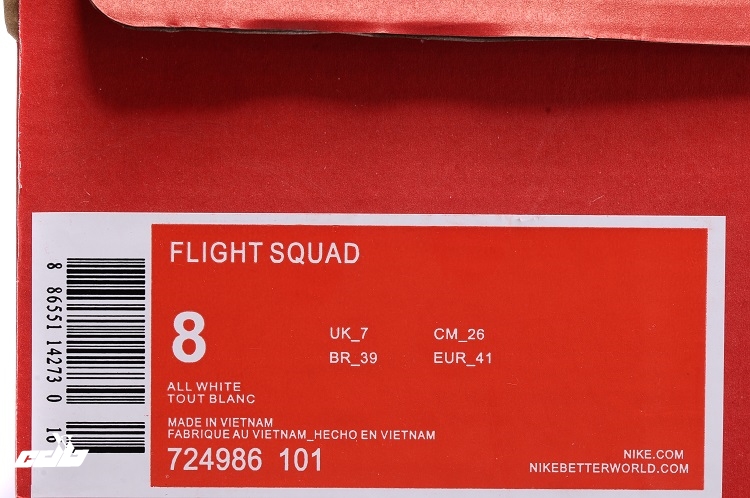 FLIGHT SQUAD
8
UK_7 CM_26
BR_39 EUR_41
ALL WHITE
TOUT BLANC
MADE IN VIETNAM
FABRIQUE AU VIETNAM_HECHO EN VIETNAM
724986 101
NIKE.COM
NIKEBETTERWORLD.COM
8 86551 14273 0